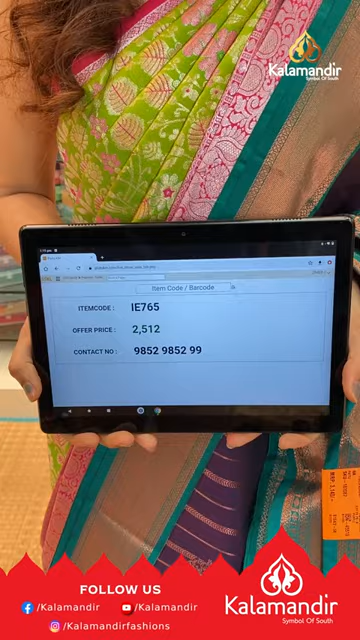 Kalamandir
Symbol Of South
Item Code / Barcode
ITEMCODE : IE765
OFFER PRICE : 2,512
CONTACT NO : 9852 9852 99
FOLLOW US
/Kalamandir /Kalamandir
/Kalamandirfashions
Kalamandir
Symbol Of South